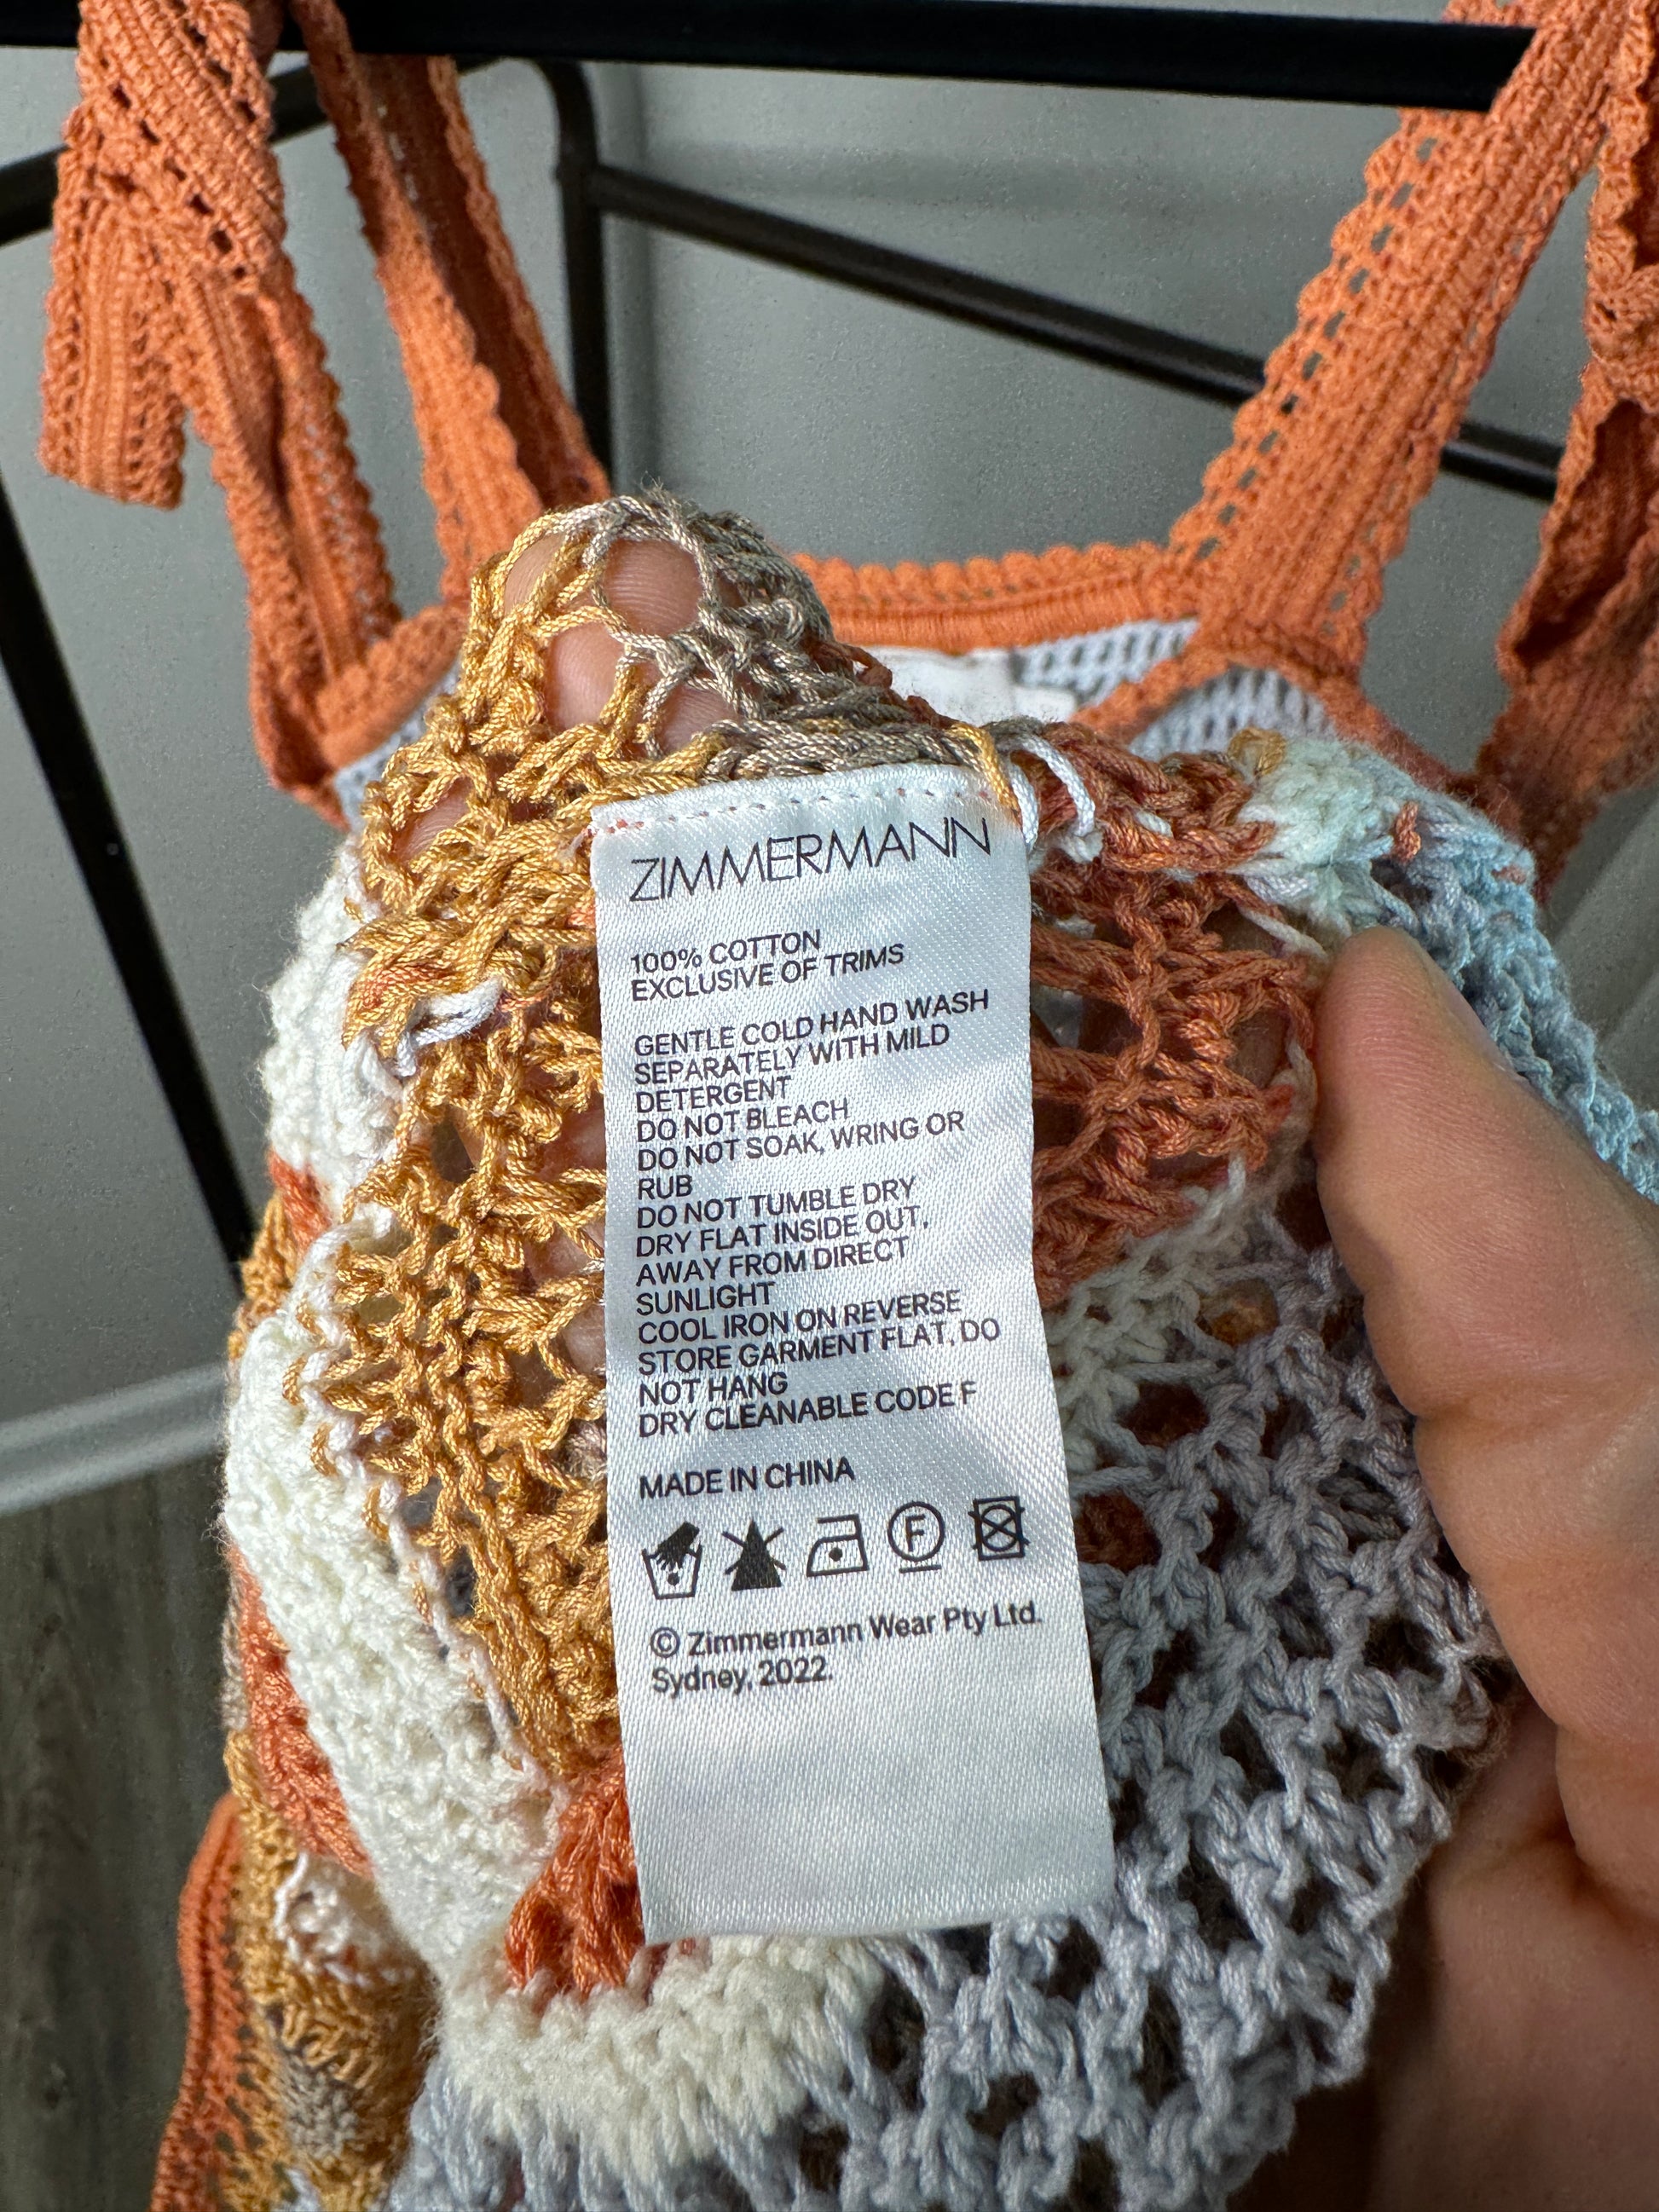 ZIMMERMANN
100% COTTON
EXCLUSIVE OF TRIMS
GENTLE COLD HAND WASH
SEPARATELY WITH MILD
DETERGENT
DO NOT BLEACH
DO NOT SOAK, WRING OR
RUB
DO NOT TUMBLE DRY
DRY FLAT INSIDE OUT,
AWAY FROM DIRECT
SUNLIGHT
COOL IRON ON REVERSE
STORE GARMENT FLAT, DO
NOT HANG
DRY CLEANABLE CODE F
MADE IN CHINA
F
© Zimmermann Wear Pty Ltd.
Sydney, 2022.